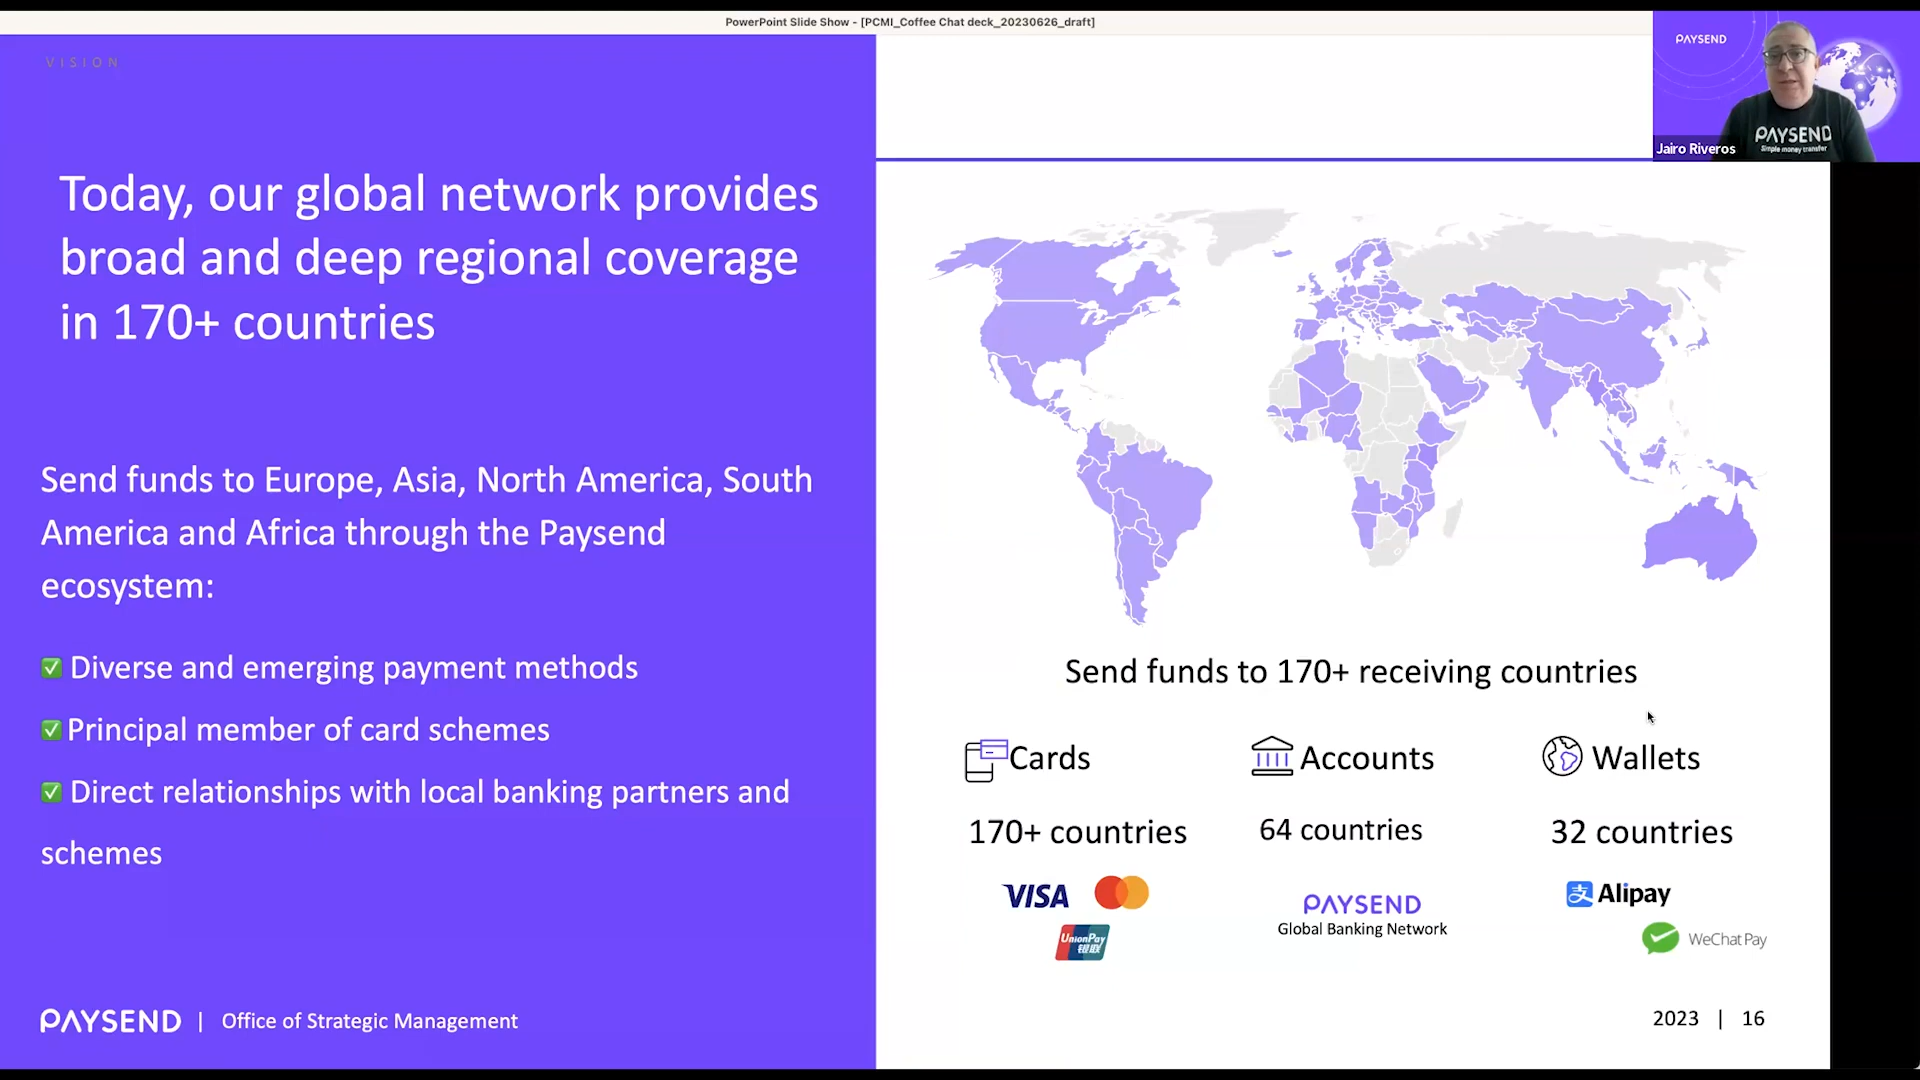 PowerPoint Slide Show - [PCMI_Coffee Chat deck_20230626_draft]
VISION
Today, our global network provides
broad and deep regional coverage
in 170+ countries
Send funds to Europe, Asia, North America, South
America and Africa through the Paysend
ecosystem:
✅ Diverse and emerging payment methods
✅ Principal member of card schemes
✅ Direct relationships with local banking partners and
schemes
PAYSEND | Office of Strategic Management
PAYSEND
PAYSEND
Simple money transfer
Jairo Riveros
Send funds to 170+ receiving countries
Cards
170+ countries
VISA
UnionPay
银联
Accounts
64 countries
PAYSEND
Global Banking Network
Wallets
32 countries
支 Alipay
WeChat Pay
2023 | 16